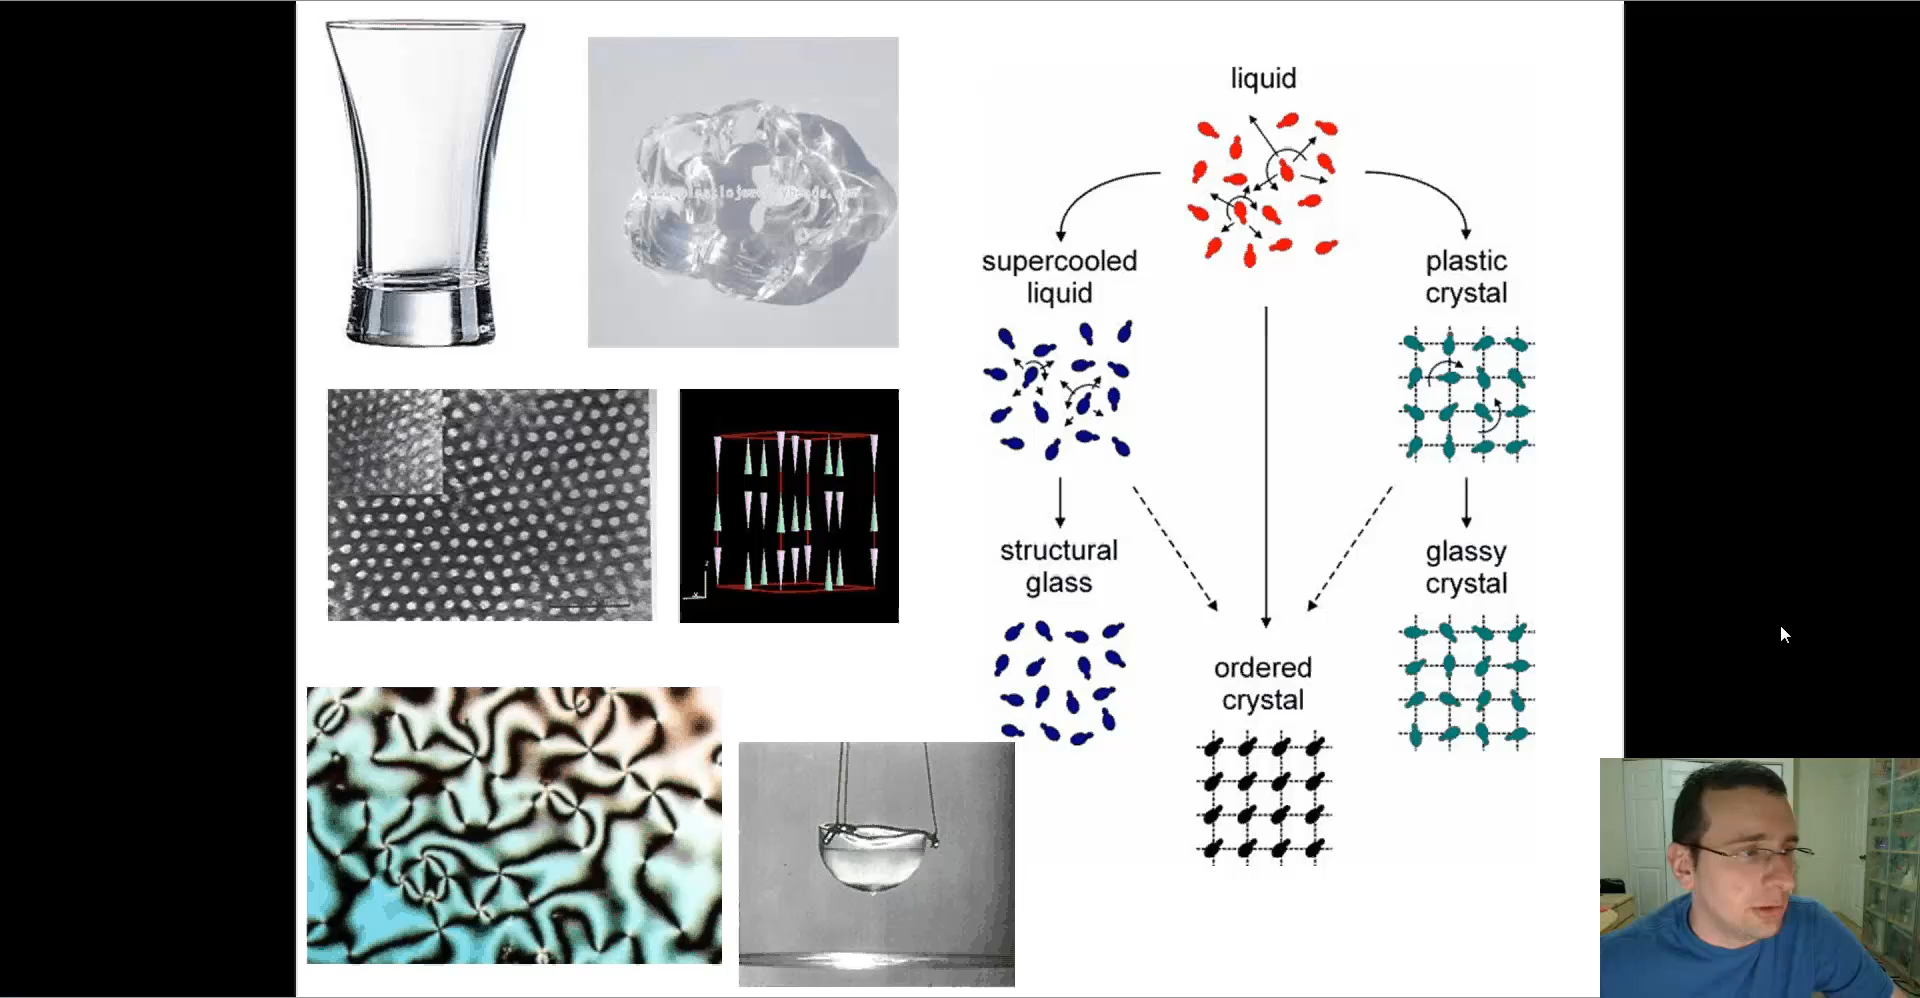 liquid
supercooled
liquid
plastic
crystal
structural
glass
glassy
crystal
ordered
crystal